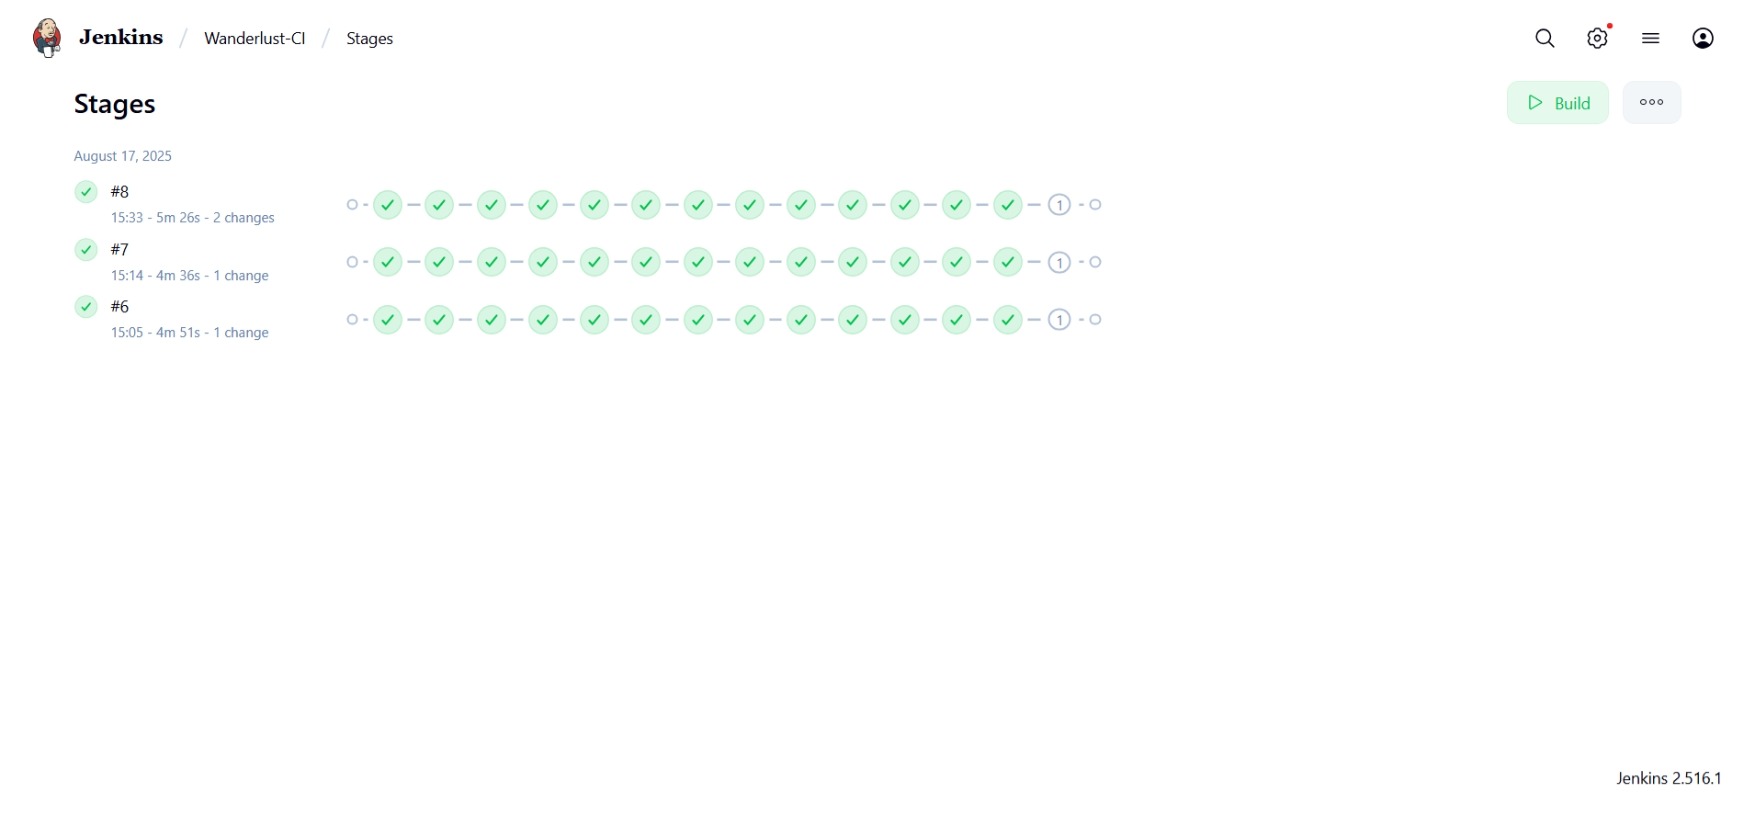 Jenkins / Wanderlust-CI / Stages
Stages
Build
August 17, 2025
#8
15:33 - 5m 26s - 2 changes
1
#7
15:14 - 4m 36s - 1 change
1
#6
15:05 - 4m 51s - 1 change
1
Jenkins 2.516.1